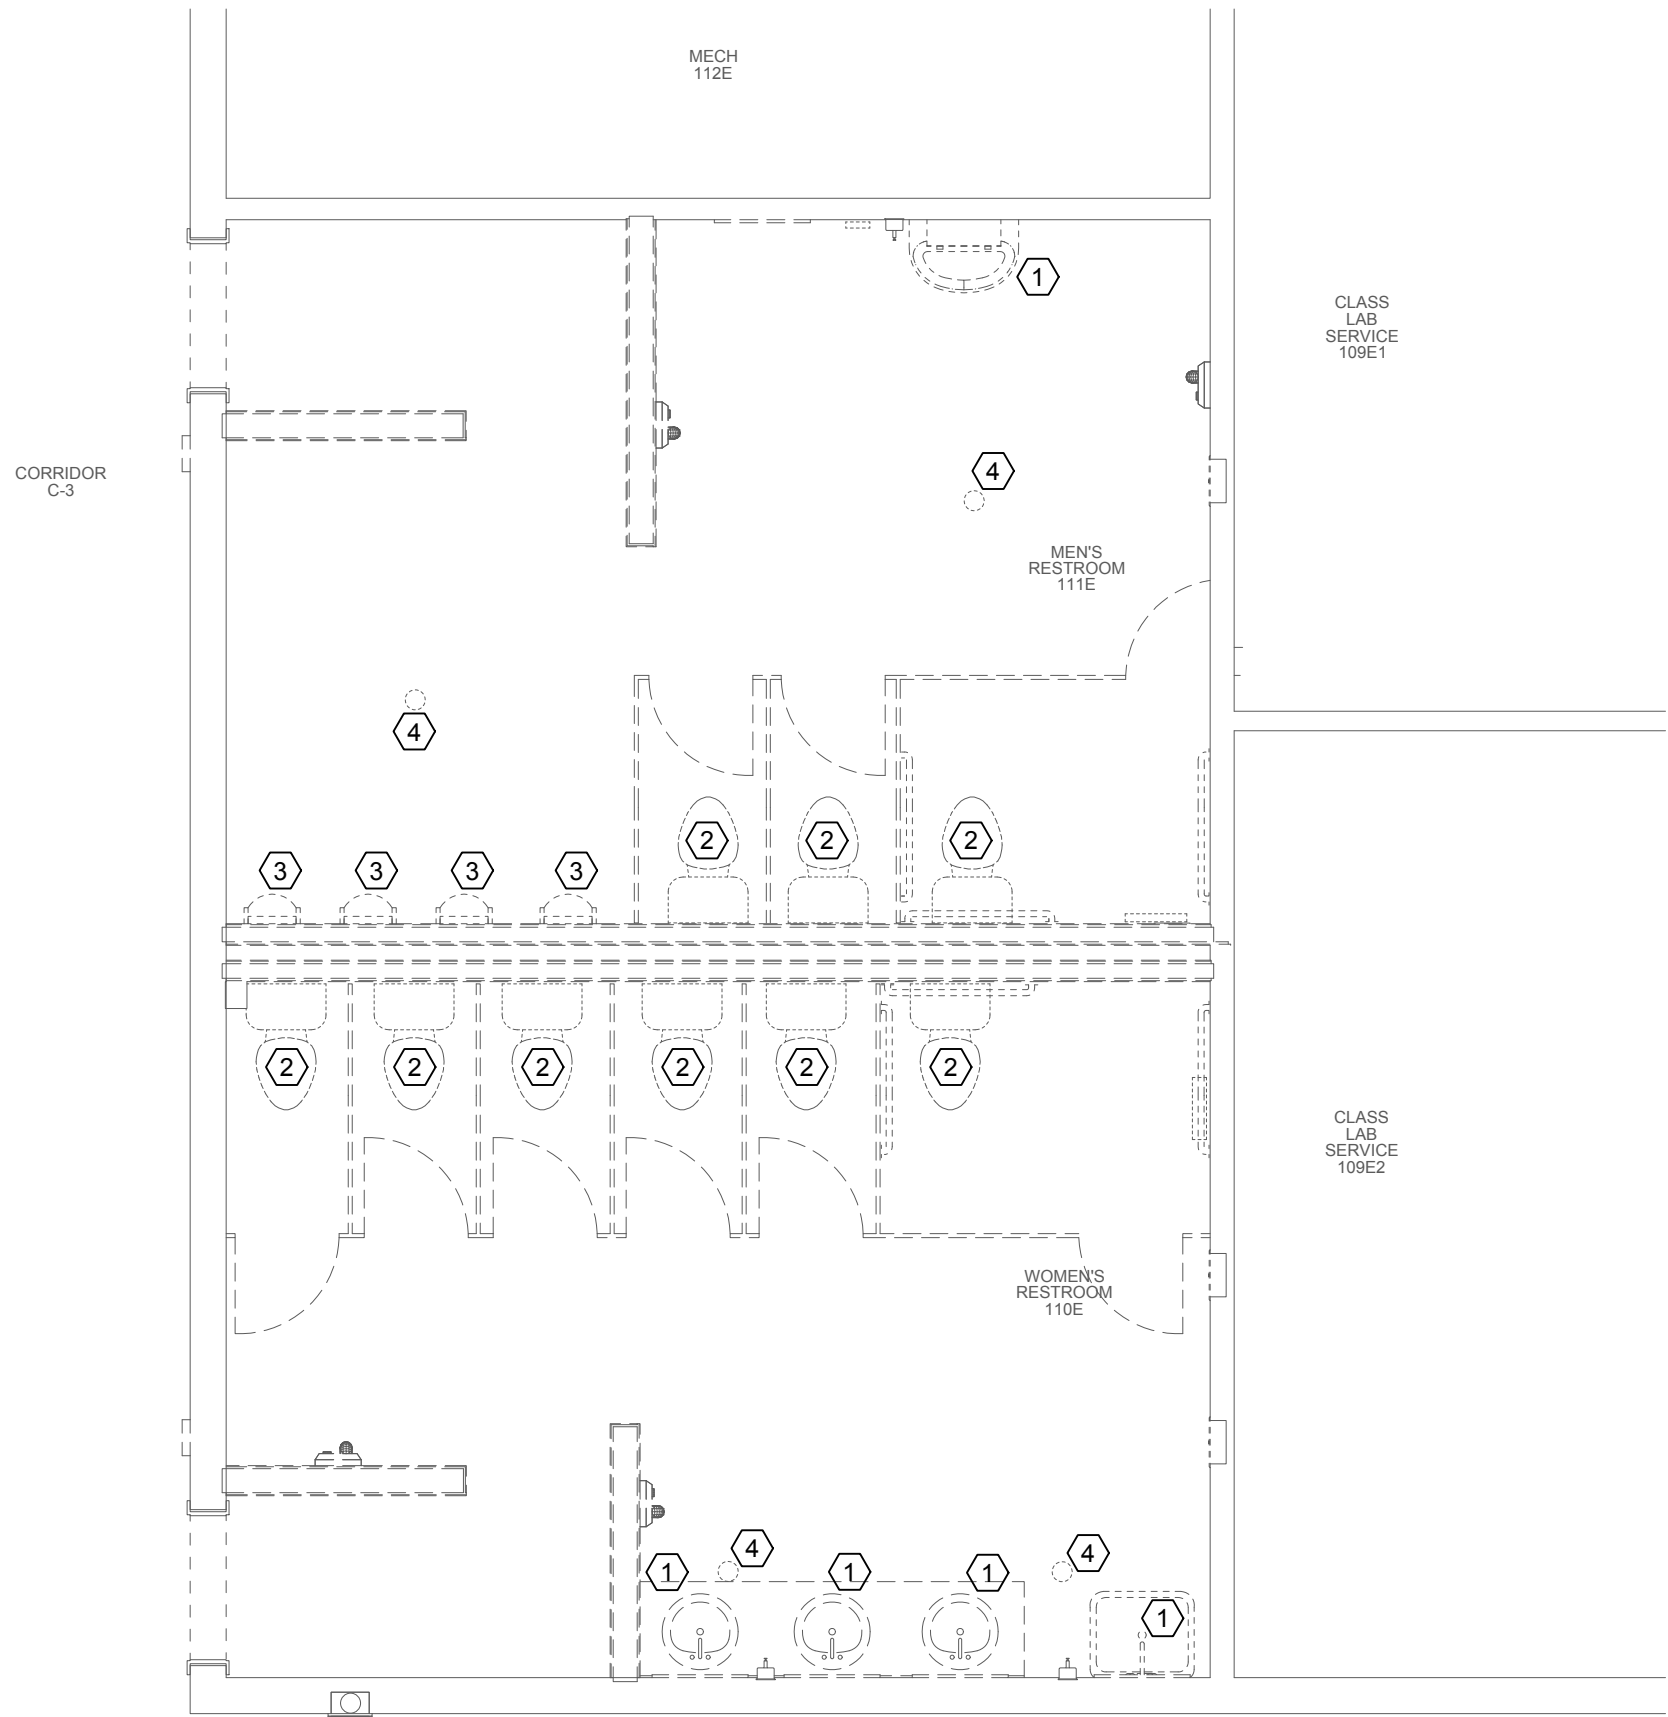 MECH
112E
1
CLASS
LAB
SERVICE
109E1
CORRIDOR
C-3
4
MEN'S
RESTROOM
111E
4
2
2
2
3
3
3
3
2
2
2
2
2
2
CLASS
LAB
SERVICE
109E2
WOMEN'S
RESTROOM
110E
4
4
1
1
1
1